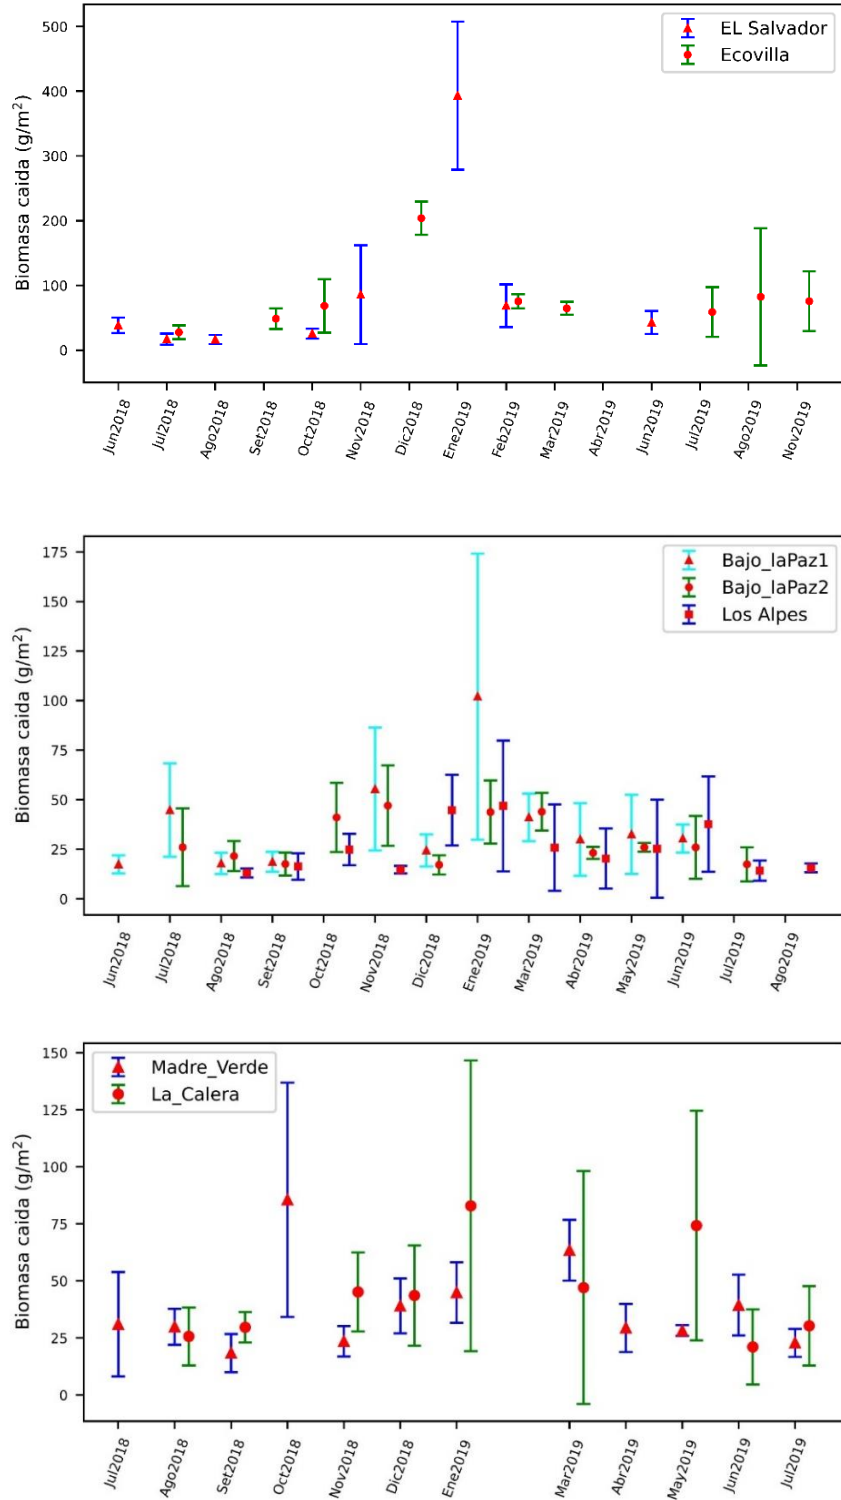 EL Salvador
Ecovilla
Biomasa caida (g/m²)
500
400
300
200
100
0
Jun2018
Jul2018
Ago2018
Set2018
Oct2018
Nov2018
Dic2018
Ene2019
Feb2019
Mar2019
Abr2019
Jun2019
Jul2019
Ago2019
Nov2019
Bajo_laPaz1
Bajo_laPaz2
Los Alpes
Biomasa caida (g/m²)
175
150
125
100
75
50
25
0
Jun2018
Jul2018
Ago2018
Set2018
Oct2018
Nov2018
Dic2018
Ene2019
Mar2019
Abr2019
May2019
Jun2019
Jul2019
Ago2019
Madre_Verde
La_Calera
Biomasa caida (g/m²)
150
125
100
75
50
25
0
Jul2018
Ago2018
Set2018
Oct2018
Nov2018
Dic2018
Ene2019
Mar2019
Abr2019
May2019
Jun2019
Jul2019